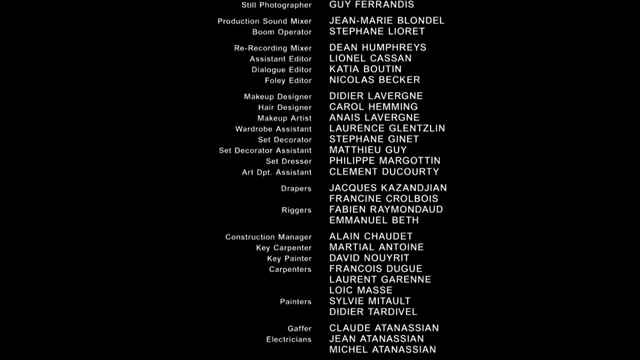 Still Photographer GUY FERRANDIS
Production Sound Mixer JEAN-MARIE BLONDEL
Boom Operator STEPHANE LIORET
Re-Recording Mixer DEAN HUMPHREYS
Assistant Editor LIONEL CASSAN
Dialogue Editor KATIA BOUTIN
Foley Editor NICOLAS BECKER
Makeup Designer DIDIER LAVERGNE
Hair Designer CAROL HEMMING
Makeup Artist ANAIS LAVERGNE
Wardrobe Assistant LAURENCE GLENTZLIN
Set Decorator STEPHANE GINET
Set Decorator Assistant MATTHIEU GUY
Set Dresser PHILIPPE MARGOTTIN
Art Dpt. Assistant CLEMENT DUCOURTY
Drapers JACQUES KAZANDJIAN
FRANCINE CROLBOIS
Riggers FABIEN RAYMONDAUD
EMMANUEL BETH
Construction Manager ALAIN CHAUDET
Key Carpenter MARTIAL ANTOINE
Key Painter DAVID NOUYRIT
Carpenters FRANCOIS DUGUE
LAURENT GARENNE
LOIC MASSE
Painters SYLVIE MITAULT
DIDIER TARDIVEL
Gaffer CLAUDE ATANASSIAN
Electricians JEAN ATANASSIAN
MICHEL ATANASSIAN